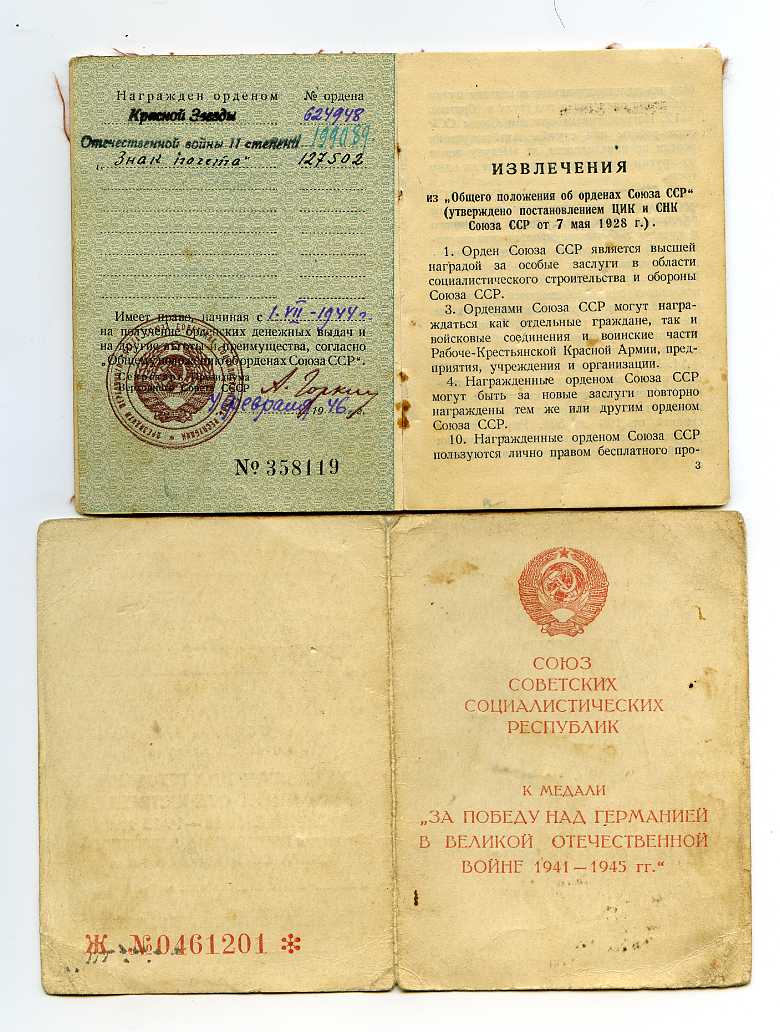 Награжден орденом № ордена
Красной Звезды 624948
Отечественной войны II степени 199089
„Знак почета“ 127502
Имеет право, начиная с 1-VII-1944 г.
на получение орденских денежных выдач и
на другие льготы и преимущества, согласно
„Общему положению об орденах Союза ССР“.
Секретарь Президиума
Верховного Совета СССР А. Горкин
4 февраля 1946 г.
№ 358119
ИЗВЛЕЧЕНИЯ
из „Общего положения об орденах Союза ССР“
(утверждено постановлением ЦИК и СНК
Союза ССР от 7 мая 1928 г.).
1. Орден Союза ССР является высшей
наградой за особые заслуги в области
социалистического строительства и обороны
Союза ССР.
3. Орденами Союза ССР могут награ-
ждаться как отдельные граждане, так и
войсковые соединения и воинские части
Рабоче-Крестьянской Красной Армии, пред-
приятия, учреждения и организации.
4. Награжденные орденом Союза ССР
могут быть за новые заслуги повторно
награждены тем же или другим орденом
Союза ССР.
10. Награжденные орденом Союза ССР
пользуются лично правом бесплатного про-
3
Ж №0461201 ✻
СОЮЗ
СОВЕТСКИХ
СОЦИАЛИСТИЧЕСКИХ
РЕСПУБЛИК
К МЕДАЛИ
„ЗА ПОБЕДУ НАД ГЕРМАНИЕЙ
В ВЕЛИКОЙ ОТЕЧЕСТВЕННОЙ
ВОЙНЕ 1941—1945 гг.“